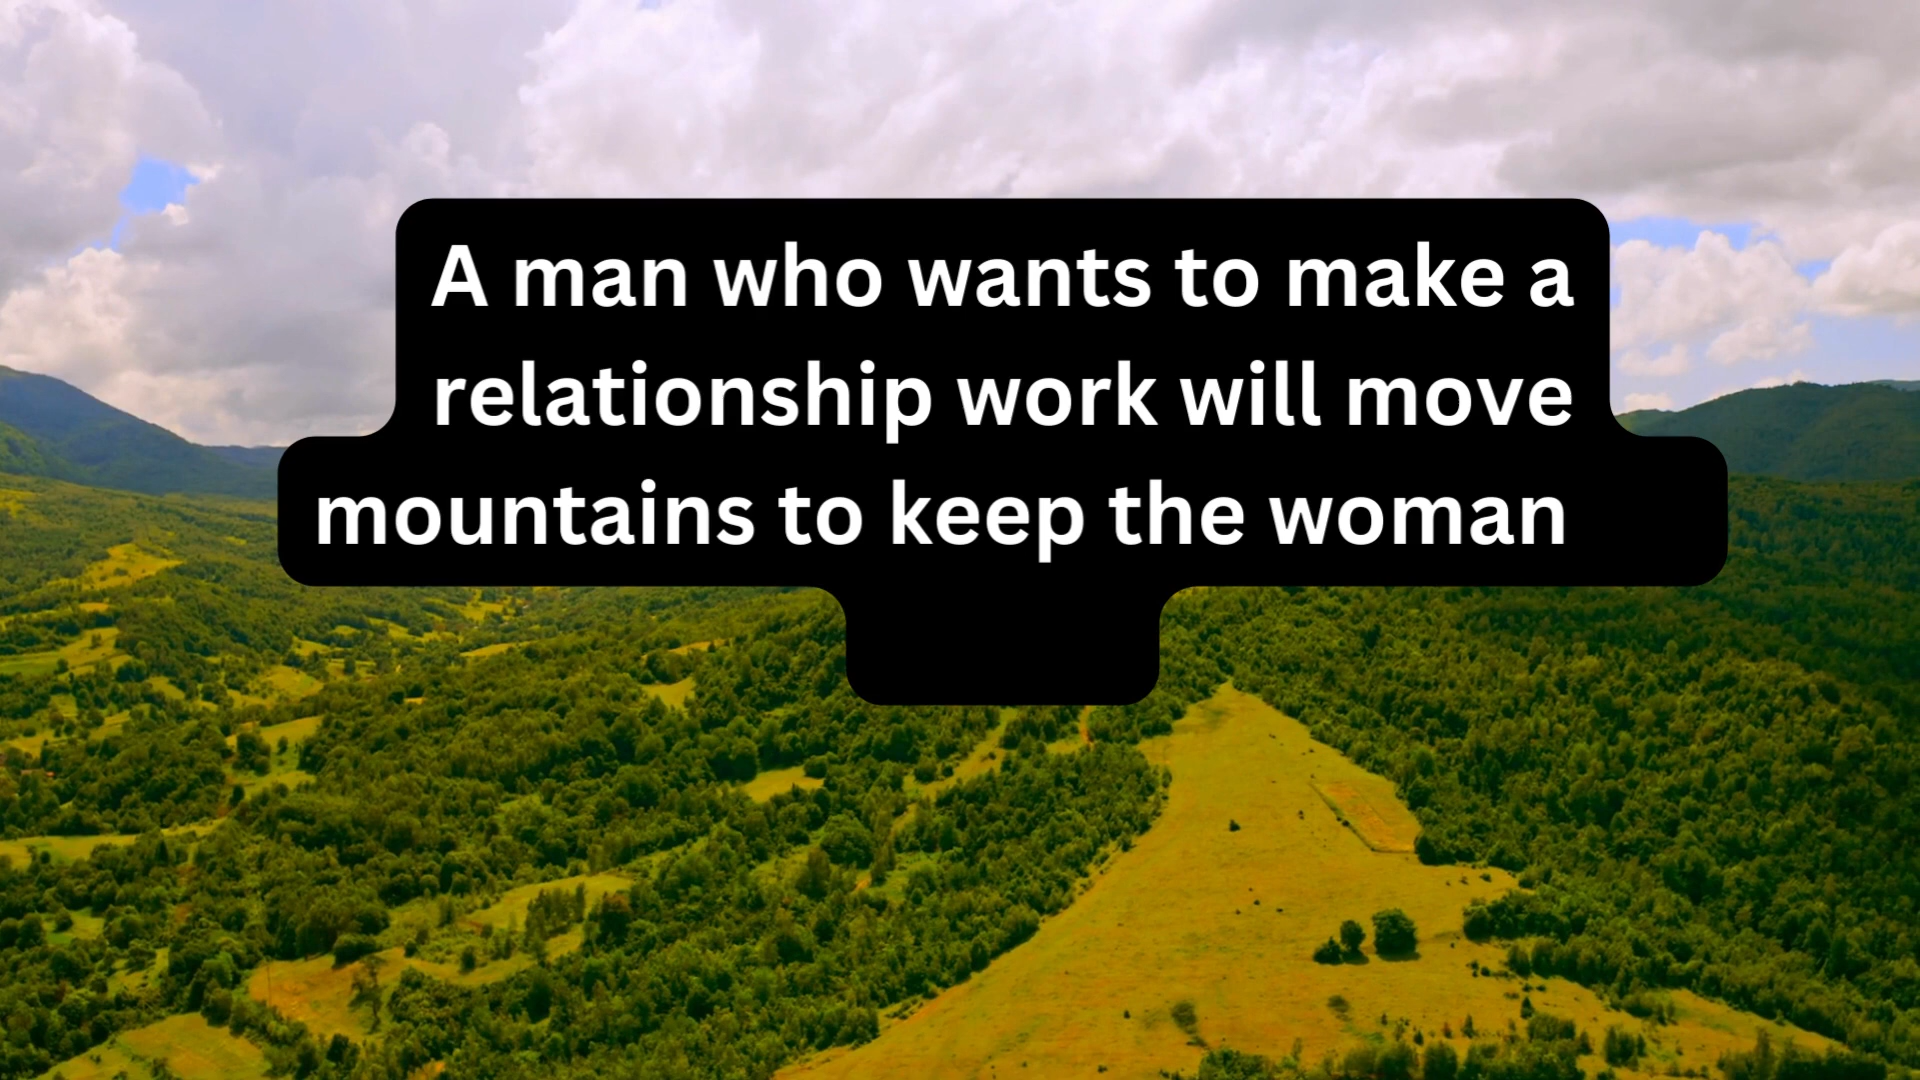 A man who wants to make a
relationship work will move
mountains to keep the woman